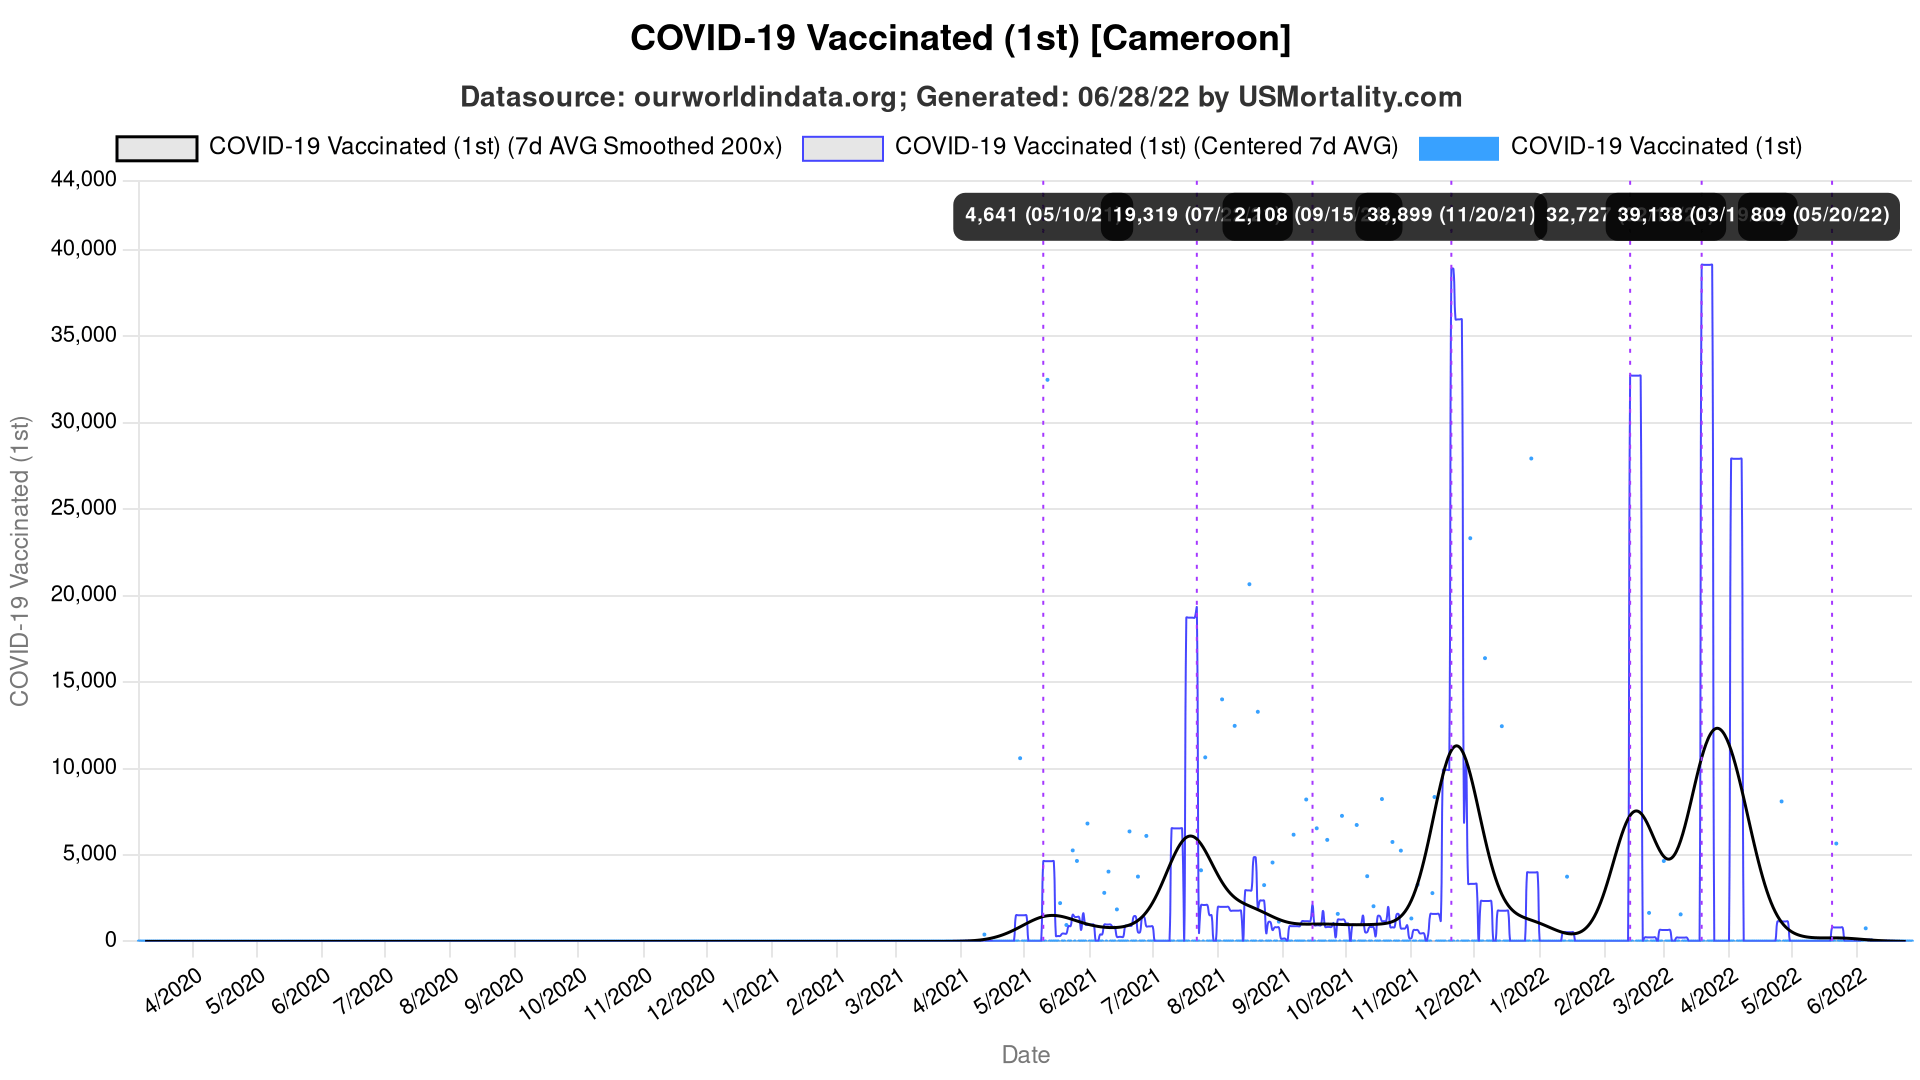 COVID-19 Vaccinated (1st) [Cameroon]
Datasource: ourworldindata.org; Generated: 06/28/22 by USMortality.com
COVID-19 Vaccinated (1st) (7d AVG Smoothed 200x) COVID-19 Vaccinated (1st) (Centered 7d AVG) COVID-19 Vaccinated (1st)
4,641 (05/10/21) 19,319 (07/ 2,108 (09/15/ 38,899 (11/20/21) 32,727 39,138 (03/19 809 (05/20/22)
44,000
40,000
35,000
30,000
25,000
20,000
15,000
10,000
5,000
0
COVID-19 Vaccinated (1st)
4/2020 5/2020 6/2020 7/2020 8/2020 9/2020 10/2020 11/2020 12/2020 1/2021 2/2021 3/2021 4/2021 5/2021 6/2021 7/2021 8/2021 9/2021 10/2021 11/2021 12/2021 1/2022 2/2022 3/2022 4/2022 5/2022 6/2022
Date